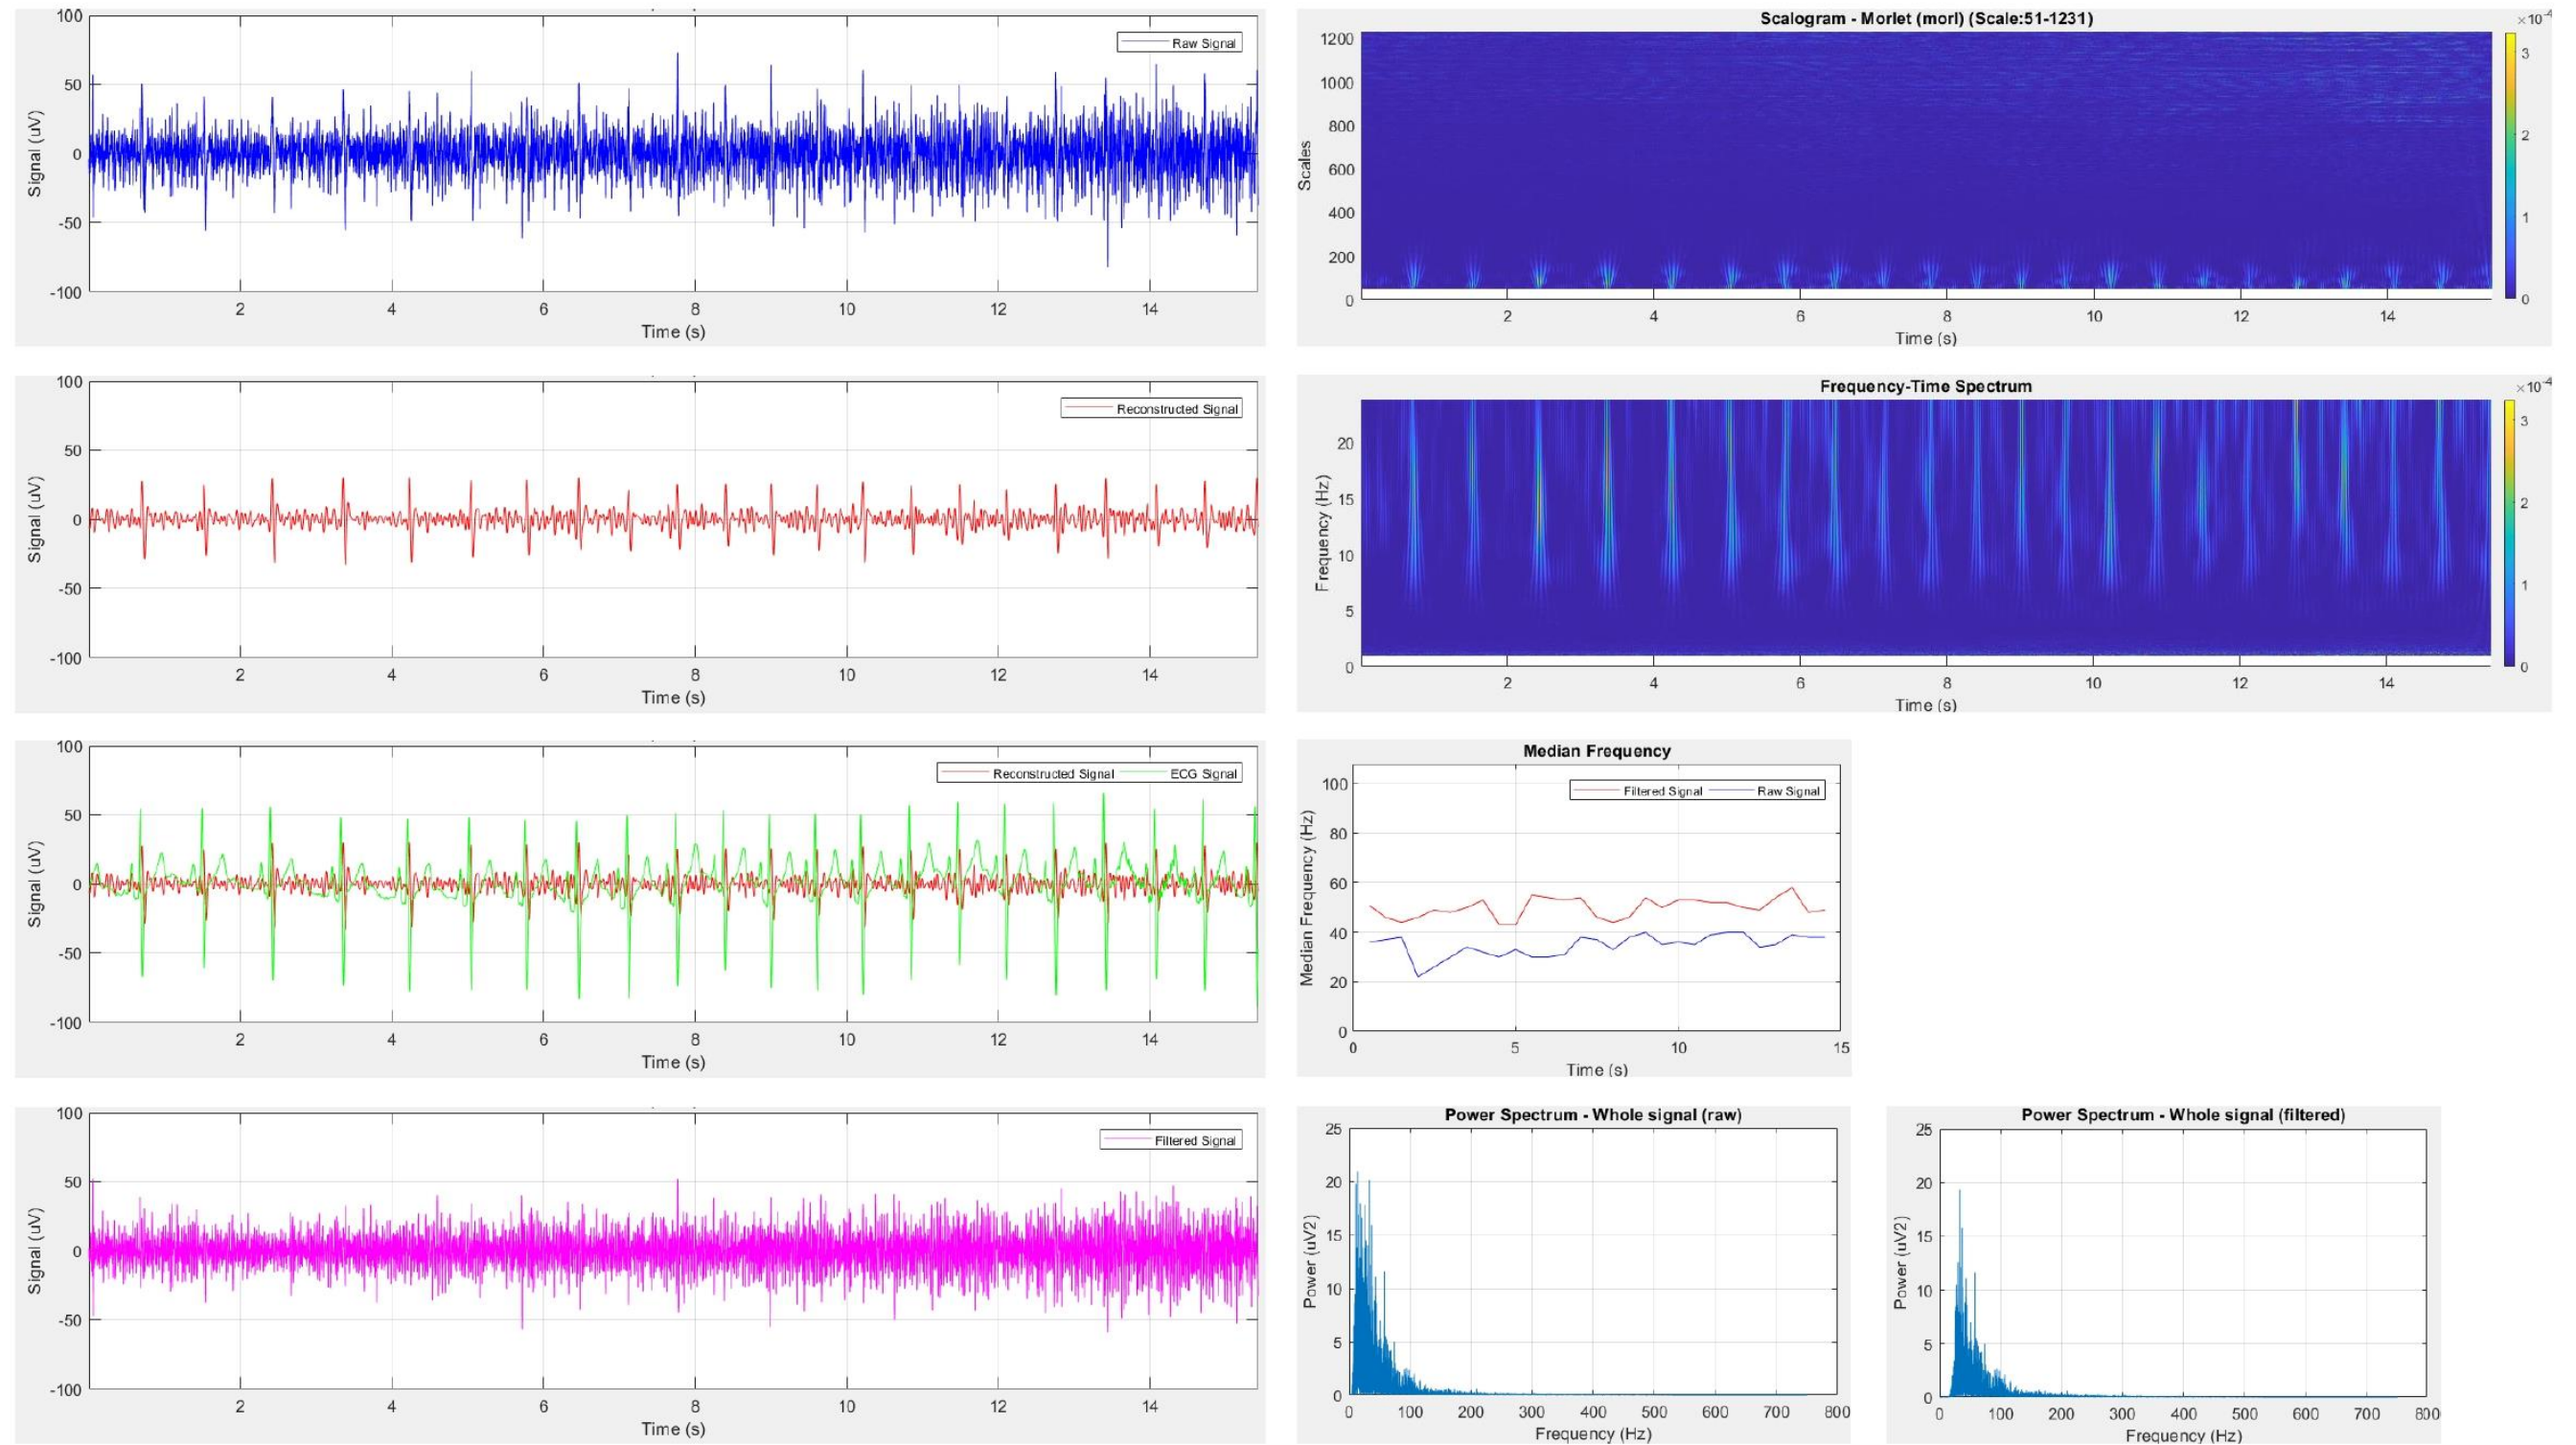 100
50
0
-50
-100
Signal (uV)
Raw Signal
2 4 6 8 10 12 14
Time (s)
Scalogram - Morlet (morl) (Scale:51-1231)
×10⁻⁴
1200
1000
800
600
400
200
0
Scales
3
2
1
0
2 4 6 8 10 12 14
Time (s)
100
50
0
-50
-100
Signal (uV)
Reconstructed Signal
2 4 6 8 10 12 14
Time (s)
Frequency-Time Spectrum
×10⁻⁴
20
15
10
5
0
Frequency (Hz)
3
2
1
0
2 4 6 8 10 12 14
Time (s)
100
50
0
-50
-100
Signal (uV)
Reconstructed Signal ECG Signal
2 4 6 8 10 12 14
Time (s)
Median Frequency
100
80
60
40
20
0
Median Frequency (Hz)
Filtered Signal Raw Signal
0 5 10 15
Time (s)
100
50
0
-50
-100
Signal (uV)
Filtered Signal
2 4 6 8 10 12 14
Time (s)
Power Spectrum - Whole signal (raw)
25
20
15
10
5
0
Power (uV2)
0 100 200 300 400 500 600 700 800
Frequency (Hz)
Power Spectrum - Whole signal (filtered)
25
20
15
10
5
0
Power (uV2)
0 100 200 300 400 500 600 700 800
Frequency (Hz)